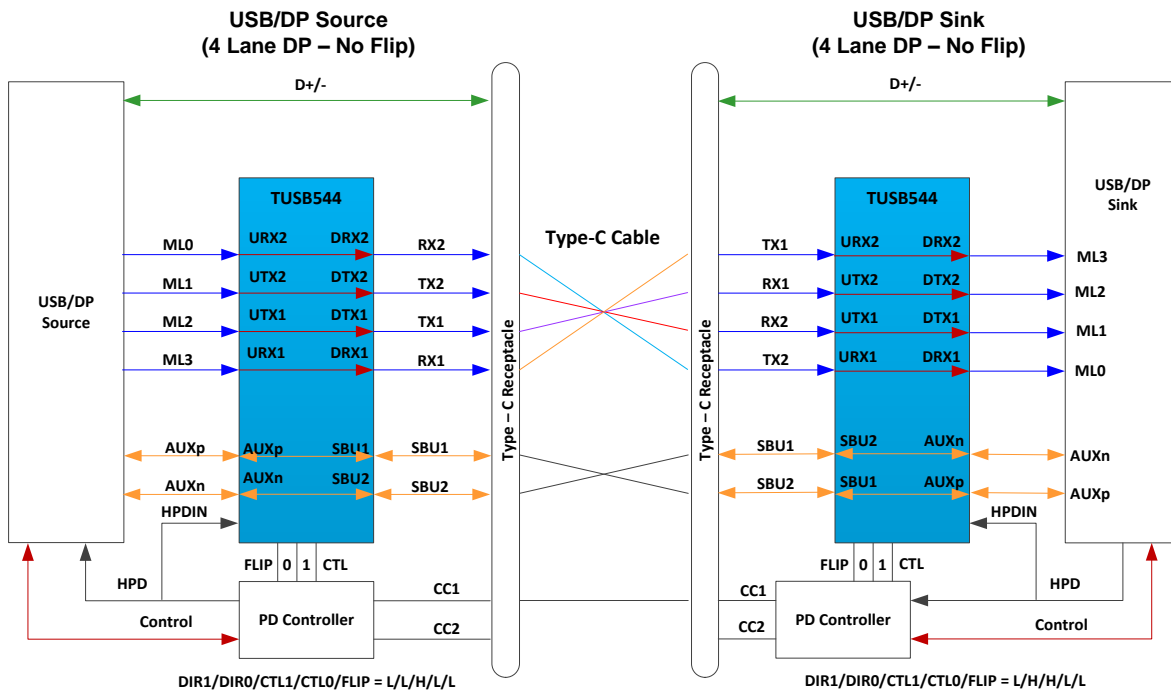 USB/DP Source
(4 Lane DP – No Flip)
USB/DP Sink
(4 Lane DP – No Flip)
D+/-
D+/-
USB/DP
Source
TUSB544
ML0
URX2
DRX2
RX2
ML1
UTX2
DTX2
TX2
ML2
UTX1
DTX1
TX1
ML3
URX1
DRX1
RX1
AUXp
AUXp
SBU1
SBU1
AUXn
AUXn
SBU2
SBU2
HPDIN
FLIP
0
1
CTL
HPD
Control
PD Controller
CC1
CC2
DIR1/DIR0/CTL1/CTL0/FLIP = L/L/H/L/L
Type – C Receptacle
Type-C Cable
Type – C Receptacle
TUSB544
USB/DP
Sink
TX1
URX2
DRX2
ML3
RX1
UTX2
DTX2
ML2
RX2
UTX1
DTX1
ML1
TX2
URX1
DRX1
ML0
SBU1
SBU2
AUXn
AUXn
SBU2
SBU1
AUXp
AUXp
HPDIN
FLIP
0
1
CTL
HPD
CC1
CC2
PD Controller
Control
DIR1/DIR0/CTL1/CTL0/FLIP = L/H/H/L/L